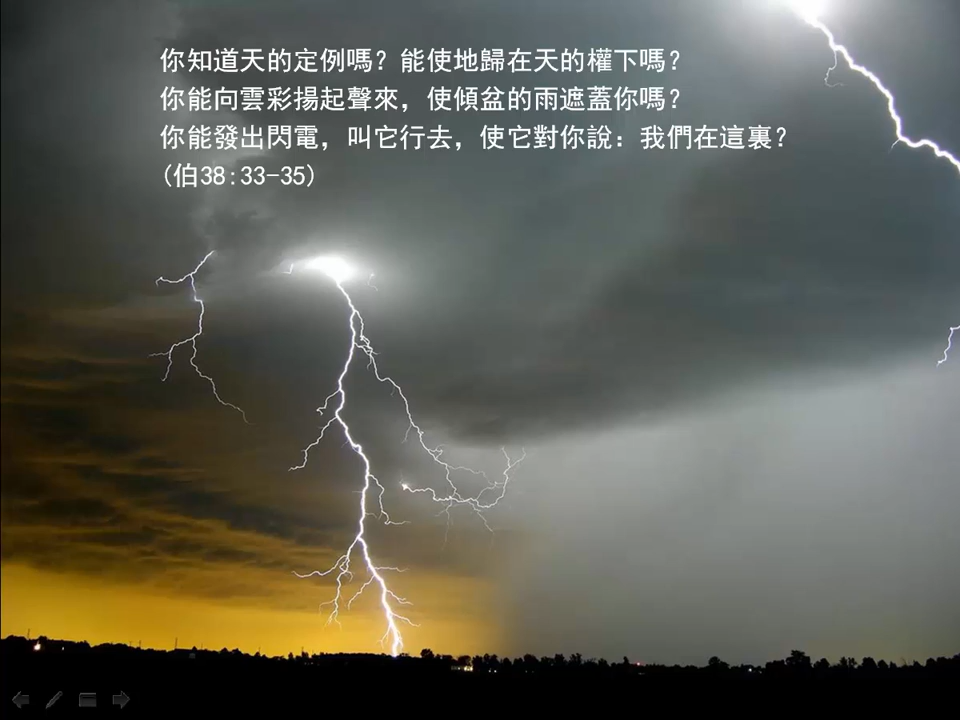 你知道天的定例嗎？能使地歸在天的權下嗎？
你能向雲彩揚起聲來，使傾盆的雨遮蓋你嗎？
你能發出閃電，叫它行去，使它對你說：我們在這裏？
(伯38:33-35)